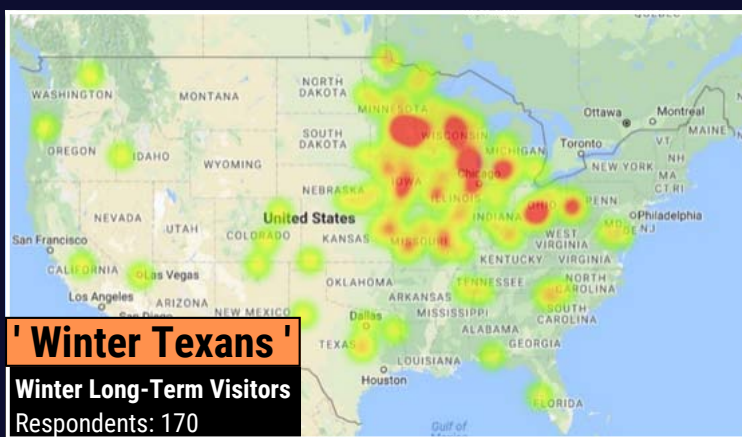 QUEBEC
NORTH
DAKOTA
WASHINGTON
MONTANA
MINNESOTA
Ottawa
Montreal
MAINE
OREGON
IDAHO
SOUTH
DAKOTA
WISCONSIN
MICHIGAN
Toronto
VT
NH
WYOMING
NEW YORK
MA
CT RI
Chicago
IOWA
NEBRASKA
ILLINOIS
INDIANA
OHIO
PENN
Philadelphia
NEVADA
UTAH
COLORADO
United States
KANSAS
MISSOURI
WEST
VIRGINIA
MD
DE
NJ
San Francisco
CALIFORNIA
Las Vegas
KENTUCKY
VIRGINIA
Los Angeles
ARIZONA
NEW MEXICO
OKLAHOMA
ARKANSAS
TENNESSEE
NORTH
CAROLINA
San Diego
Dallas
MISSISSIPPI
SOUTH
CAROLINA
ALABAMA
GEORGIA
' Winter Texans '
TEXAS
LOUISIANA
Houston
Winter Long-Term Visitors
Respondents: 170
FLORIDA
Gulf of
Mexico